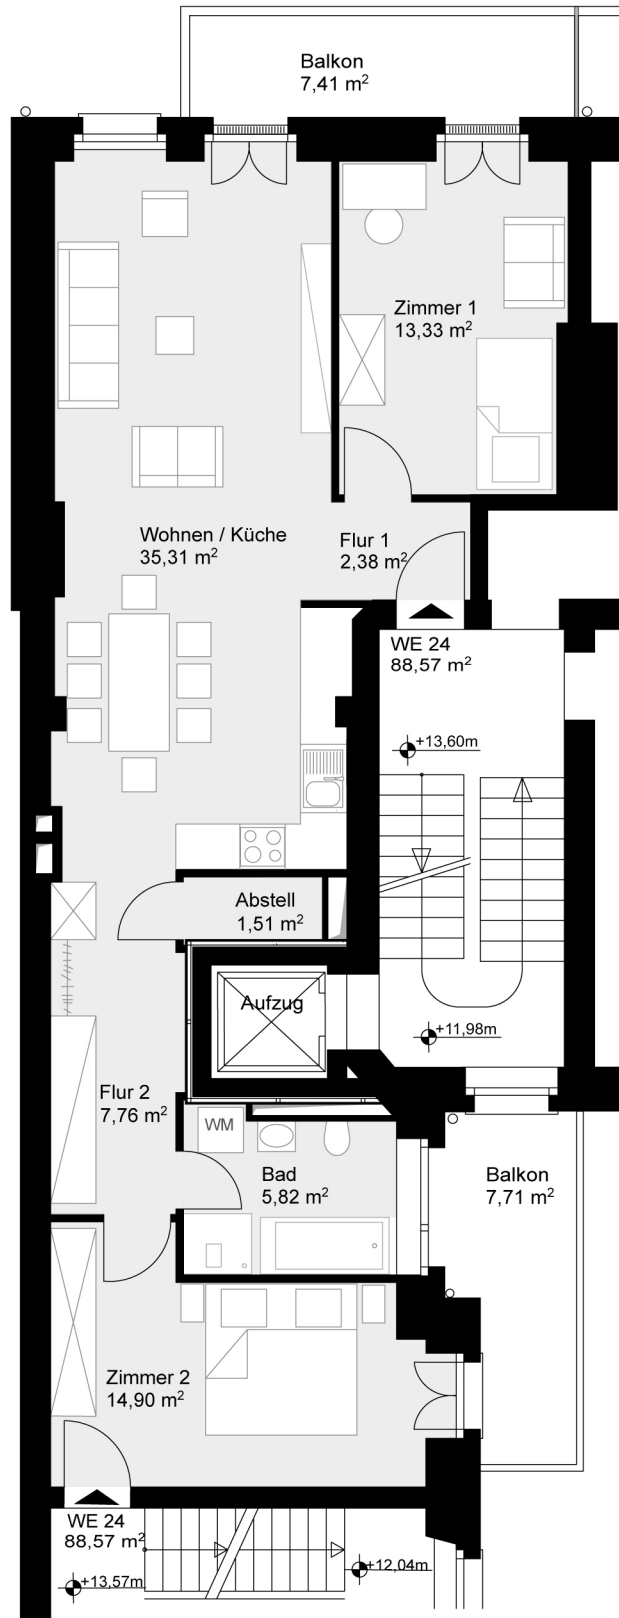 Balkon
7,41 m²
Zimmer 1
13,33 m²
Wohnen / Küche
35,31 m²
Flur 1
2,38 m²
WE 24
88,57 m²
+13,60m
Abstell
1,51 m²
Aufzug
+11,98m
Flur 2
7,76 m²
WM
Bad
5,82 m²
Balkon
7,71 m²
Zimmer 2
14,90 m²
WE 24
88,57 m²
+13,57m
+12,04m